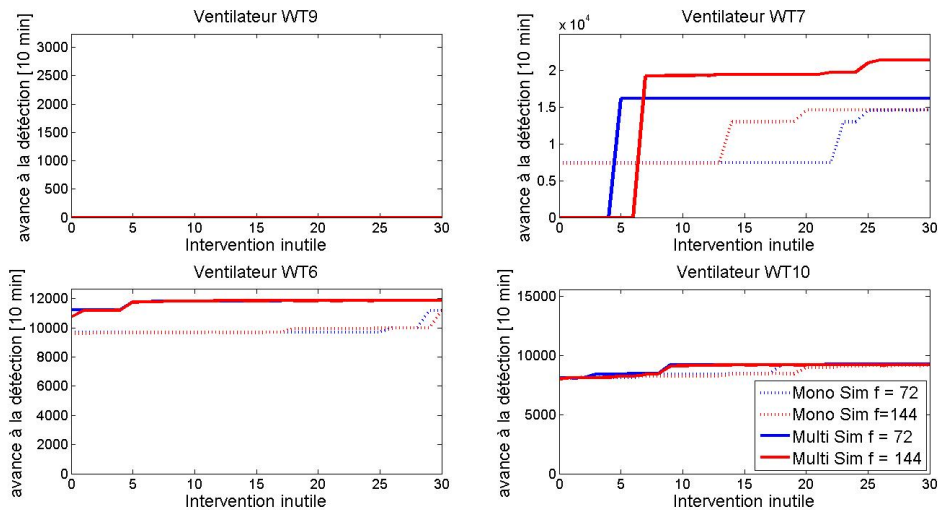 Ventilateur WT9
avance à la détéction [10 min]
3000
2500
2000
1500
1000
500
0
0 5 10 15 20 25 30
Intervention inutile
Ventilateur WT7
x 10^4
avance à la détéction [10 min]
2
1.5
1
0.5
0
0 5 10 15 20 25 30
Intervention inutile
Ventilateur WT6
avance à la détéction [10 min]
12000
10000
8000
6000
4000
2000
0
0 5 10 15 20 25 30
Intervention inutile
Ventilateur WT10
avance à la détéction [10 min]
15000
10000
5000
0
0 5 10 15 20 25 30
Intervention inutile
Mono Sim f = 72
Mono Sim f=144
Multi Sim f = 72
Multi Sim f = 144